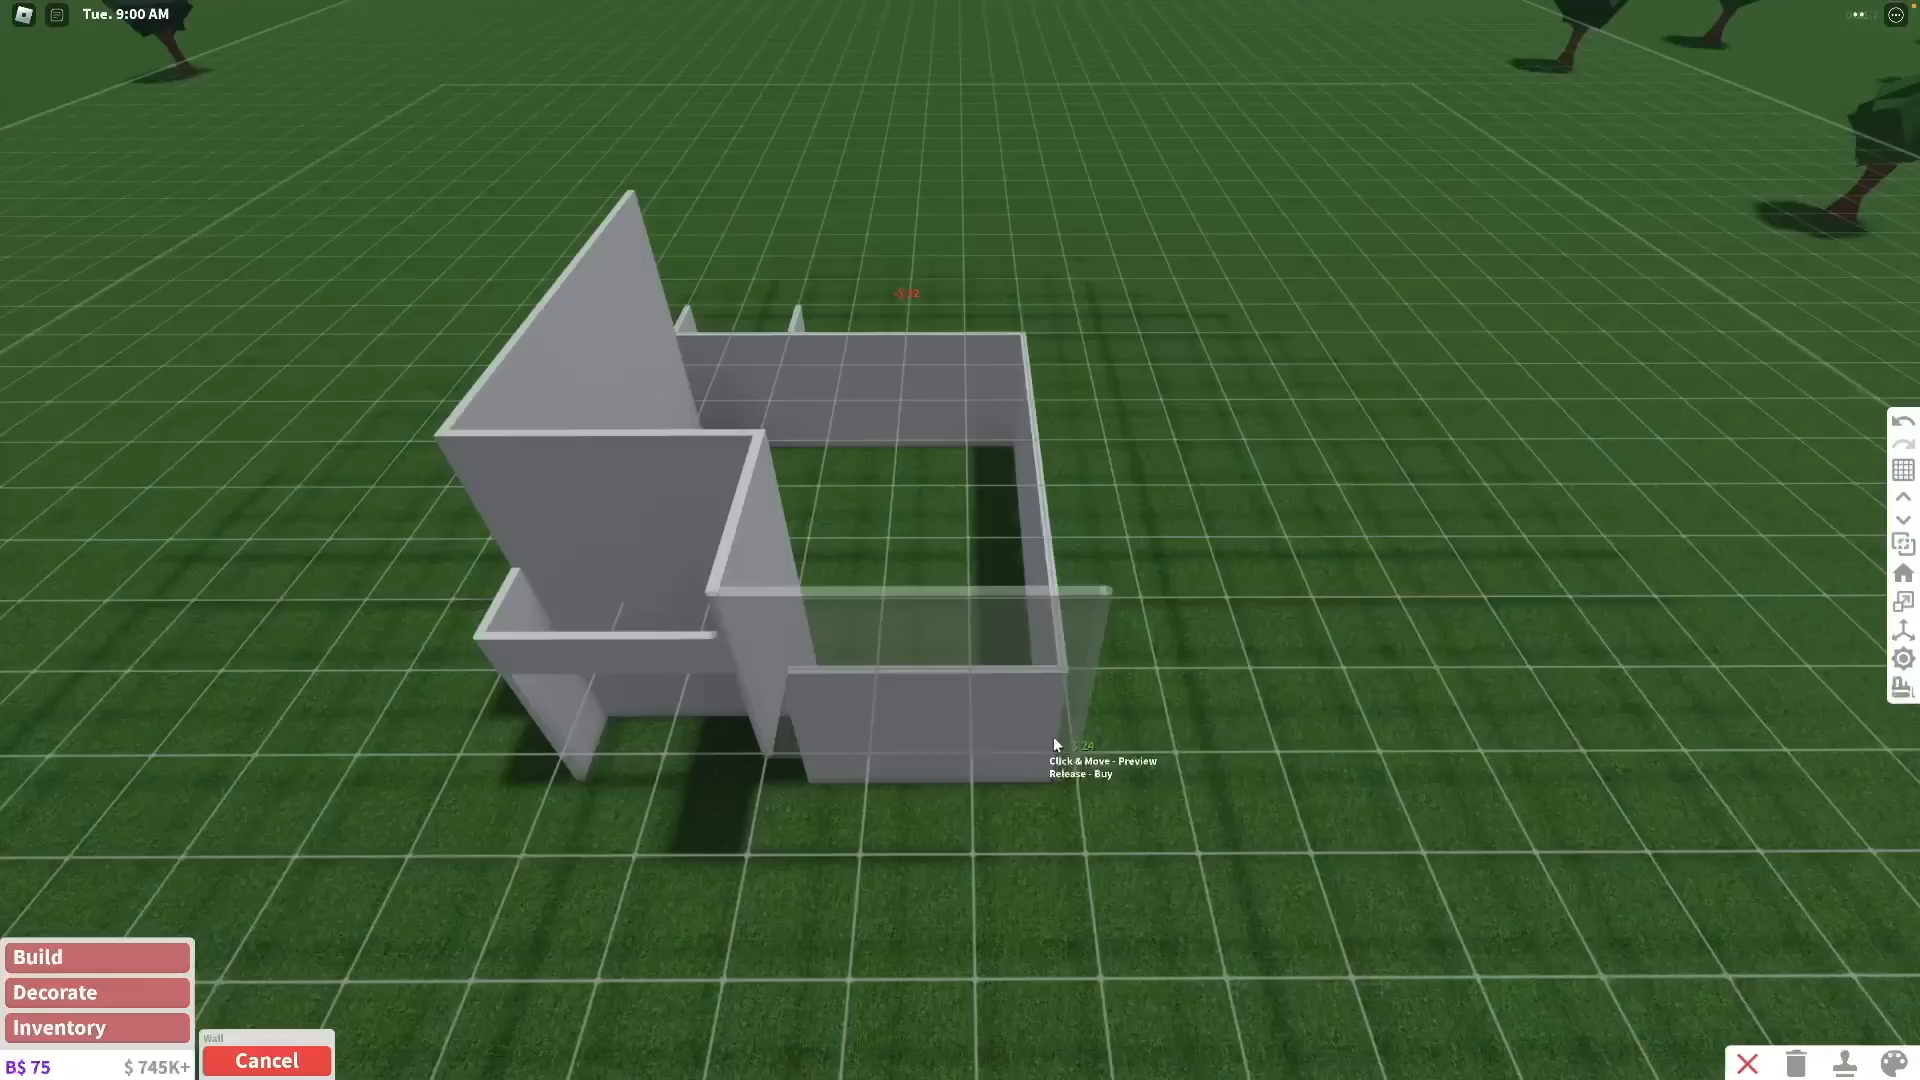 Tue. 9:00 AM
Click & Move - Preview
Release - Buy
Build
Decorate
Inventory
Wall
Cancel
B$ 75
$ 745K+